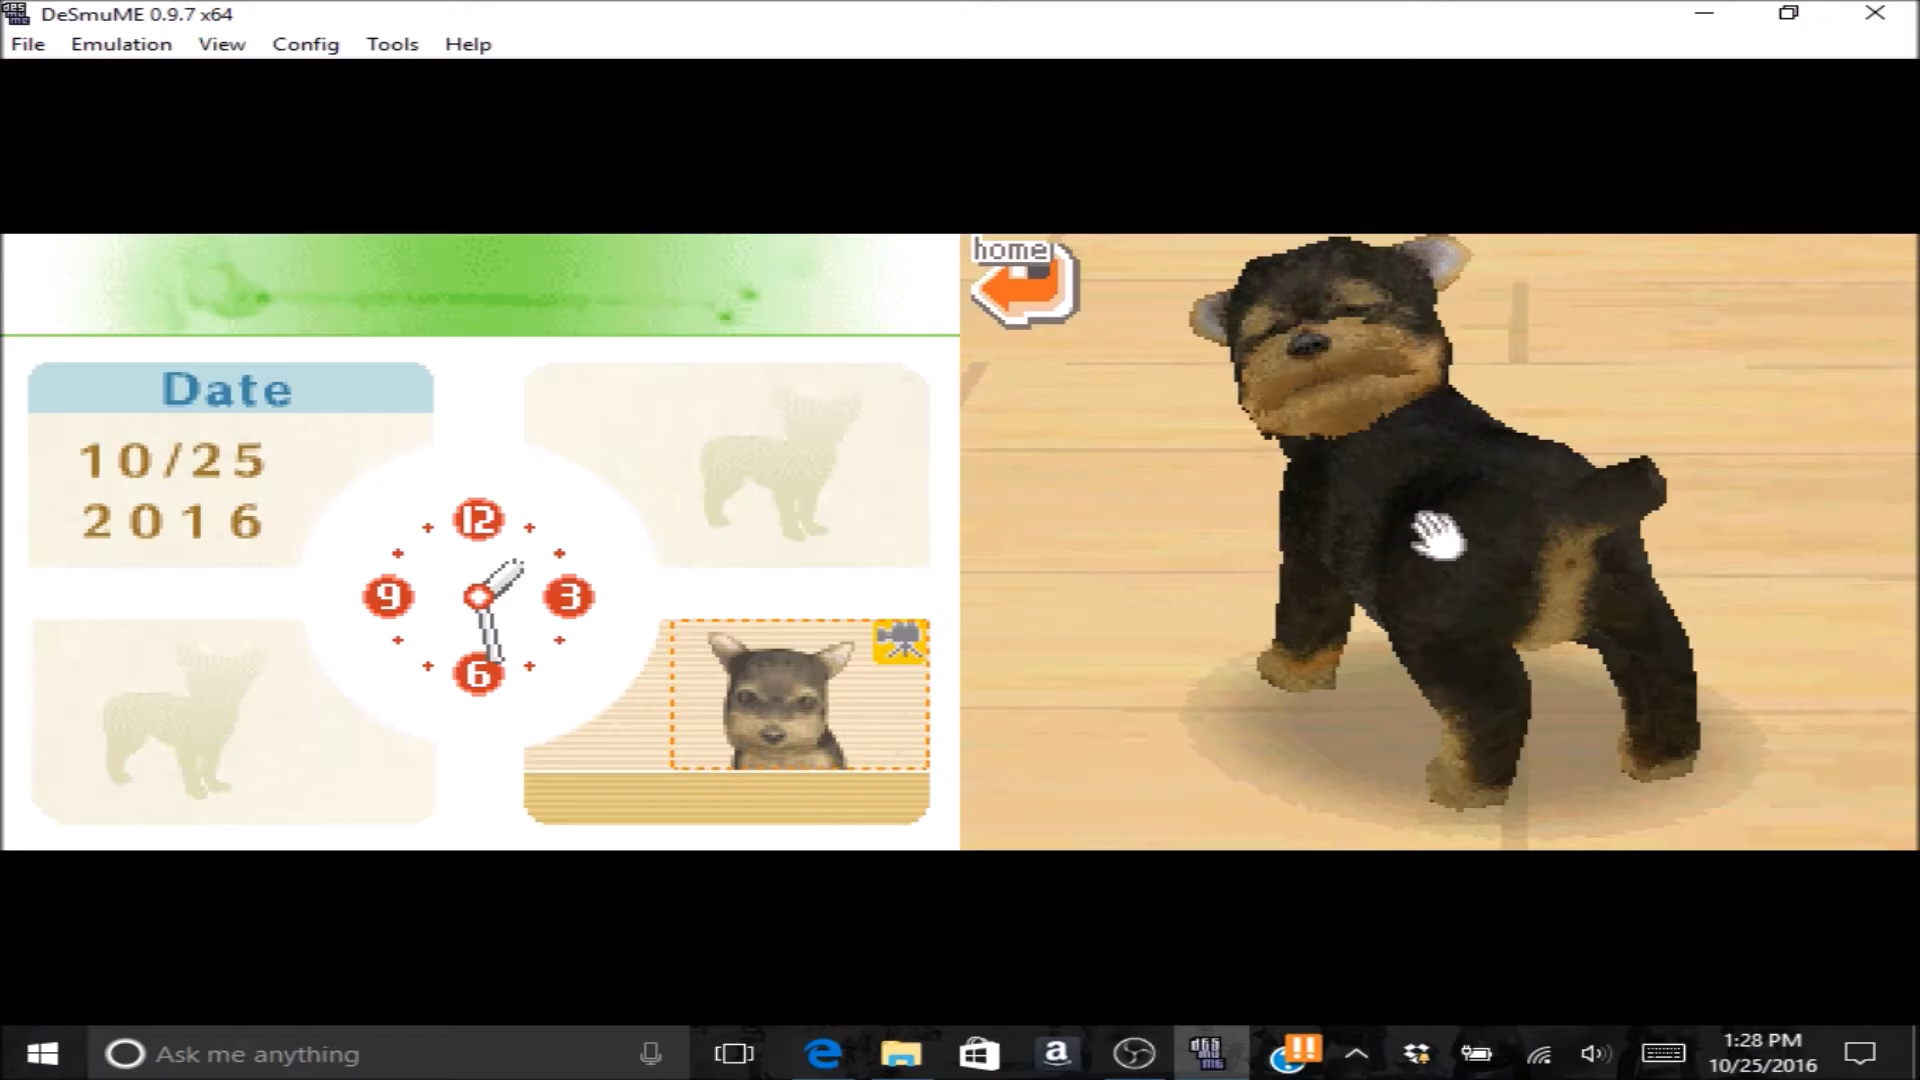 DeSmuME 0.9.7 x64
File Emulation View Config Tools Help
home
Date
10/25
2016
12
9
3
6
Ask me anything
1:28 PM
10/25/2016